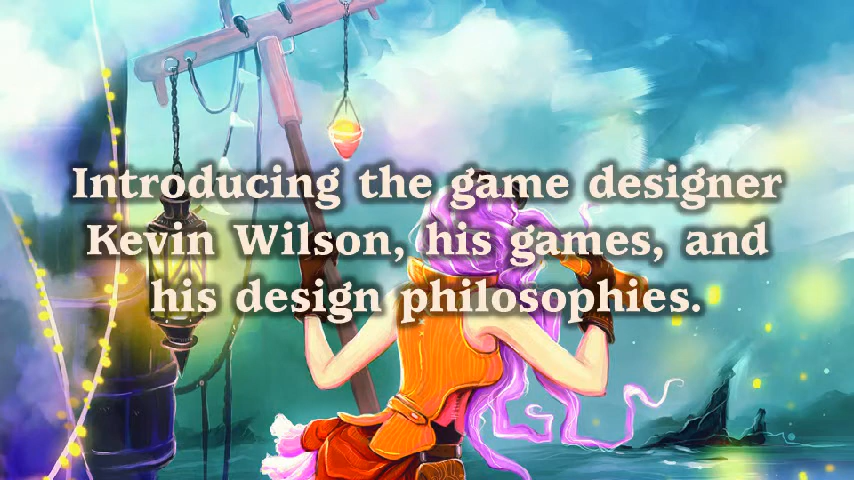 Introducing the game designer
Kevin Wilson, his games, and
his design philosophies.